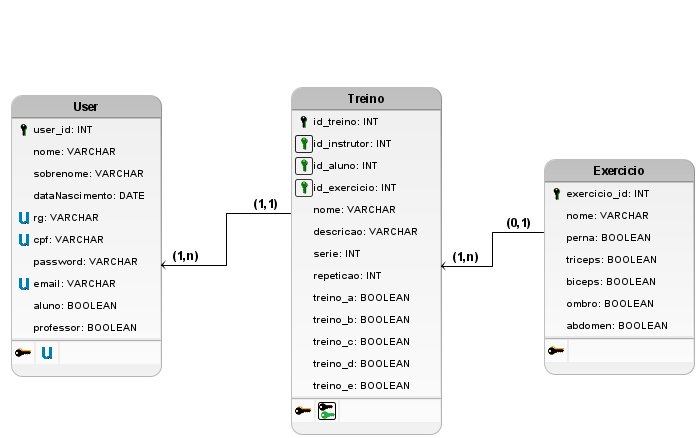 User
user_id: INT
nome: VARCHAR
sobrenome: VARCHAR
dataNascimento: DATE
U rg: VARCHAR
U cpf: VARCHAR
password: VARCHAR
U email: VARCHAR
aluno: BOOLEAN
professor: BOOLEAN
U
(1,n)
(1,1)
Treino
id_treino: INT
id_instrutor: INT
id_aluno: INT
id_exercicio: INT
nome: VARCHAR
descricao: VARCHAR
serie: INT
repeticao: INT
treino_a: BOOLEAN
treino_b: BOOLEAN
treino_c: BOOLEAN
treino_d: BOOLEAN
treino_e: BOOLEAN
(1,n)
(0,1)
Exercicio
exercicio_id: INT
nome: VARCHAR
perna: BOOLEAN
triceps: BOOLEAN
biceps: BOOLEAN
ombro: BOOLEAN
abdomen: BOOLEAN